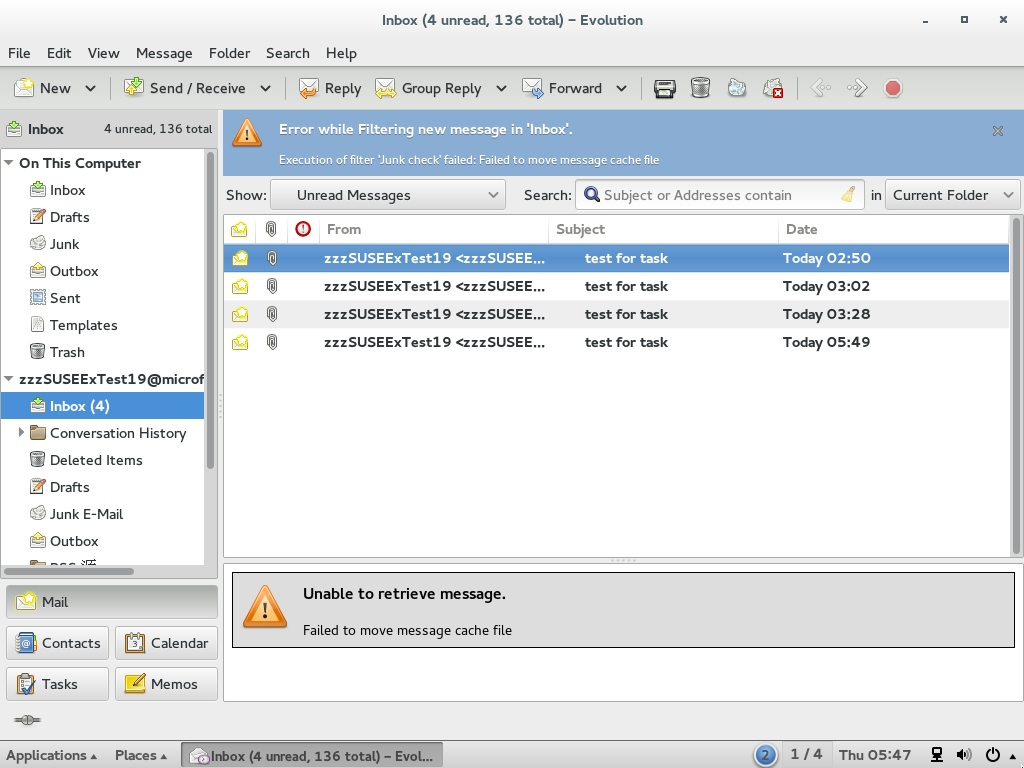 Inbox (4 unread, 136 total) – Evolution
File Edit View Message Folder Search Help
New Send / Receive Reply Group Reply Forward
Inbox 4 unread, 136 total
On This Computer
Inbox
Drafts
Junk
Outbox
Sent
Templates
Trash
zzzSUSEExTest19@microf
Inbox (4)
Conversation History
Deleted Items
Drafts
Junk E-Mail
Outbox
Mail
Contacts Calendar
Tasks Memos
Error while Filtering new message in 'Inbox'.
Execution of filter 'Junk check' failed: Failed to move message cache file
Show: Unread Messages Search: Subject or Addresses contain in Current Folder
From Subject Date
zzzSUSEExTest19 <zzzSUSEE... test for task Today 02:50
zzzSUSEExTest19 <zzzSUSEE... test for task Today 03:02
zzzSUSEExTest19 <zzzSUSEE... test for task Today 03:28
zzzSUSEExTest19 <zzzSUSEE... test for task Today 05:49
Unable to retrieve message.
Failed to move message cache file
Applications Places Inbox (4 unread, 136 total) – Evol... 2 1 / 4 Thu 05:47